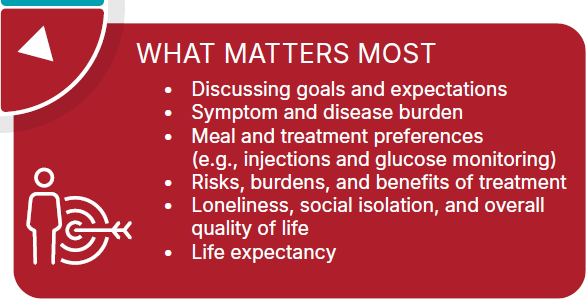 WHAT MATTERS MOST
• Discussing goals and expectations
• Symptom and disease burden
• Meal and treatment preferences
(e.g., injections and glucose monitoring)
• Risks, burdens, and benefits of treatment
• Loneliness, social isolation, and overall
quality of life
• Life expectancy